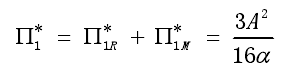 Π₁* = Π₁R* + Π₁M* = 3A² / 16α